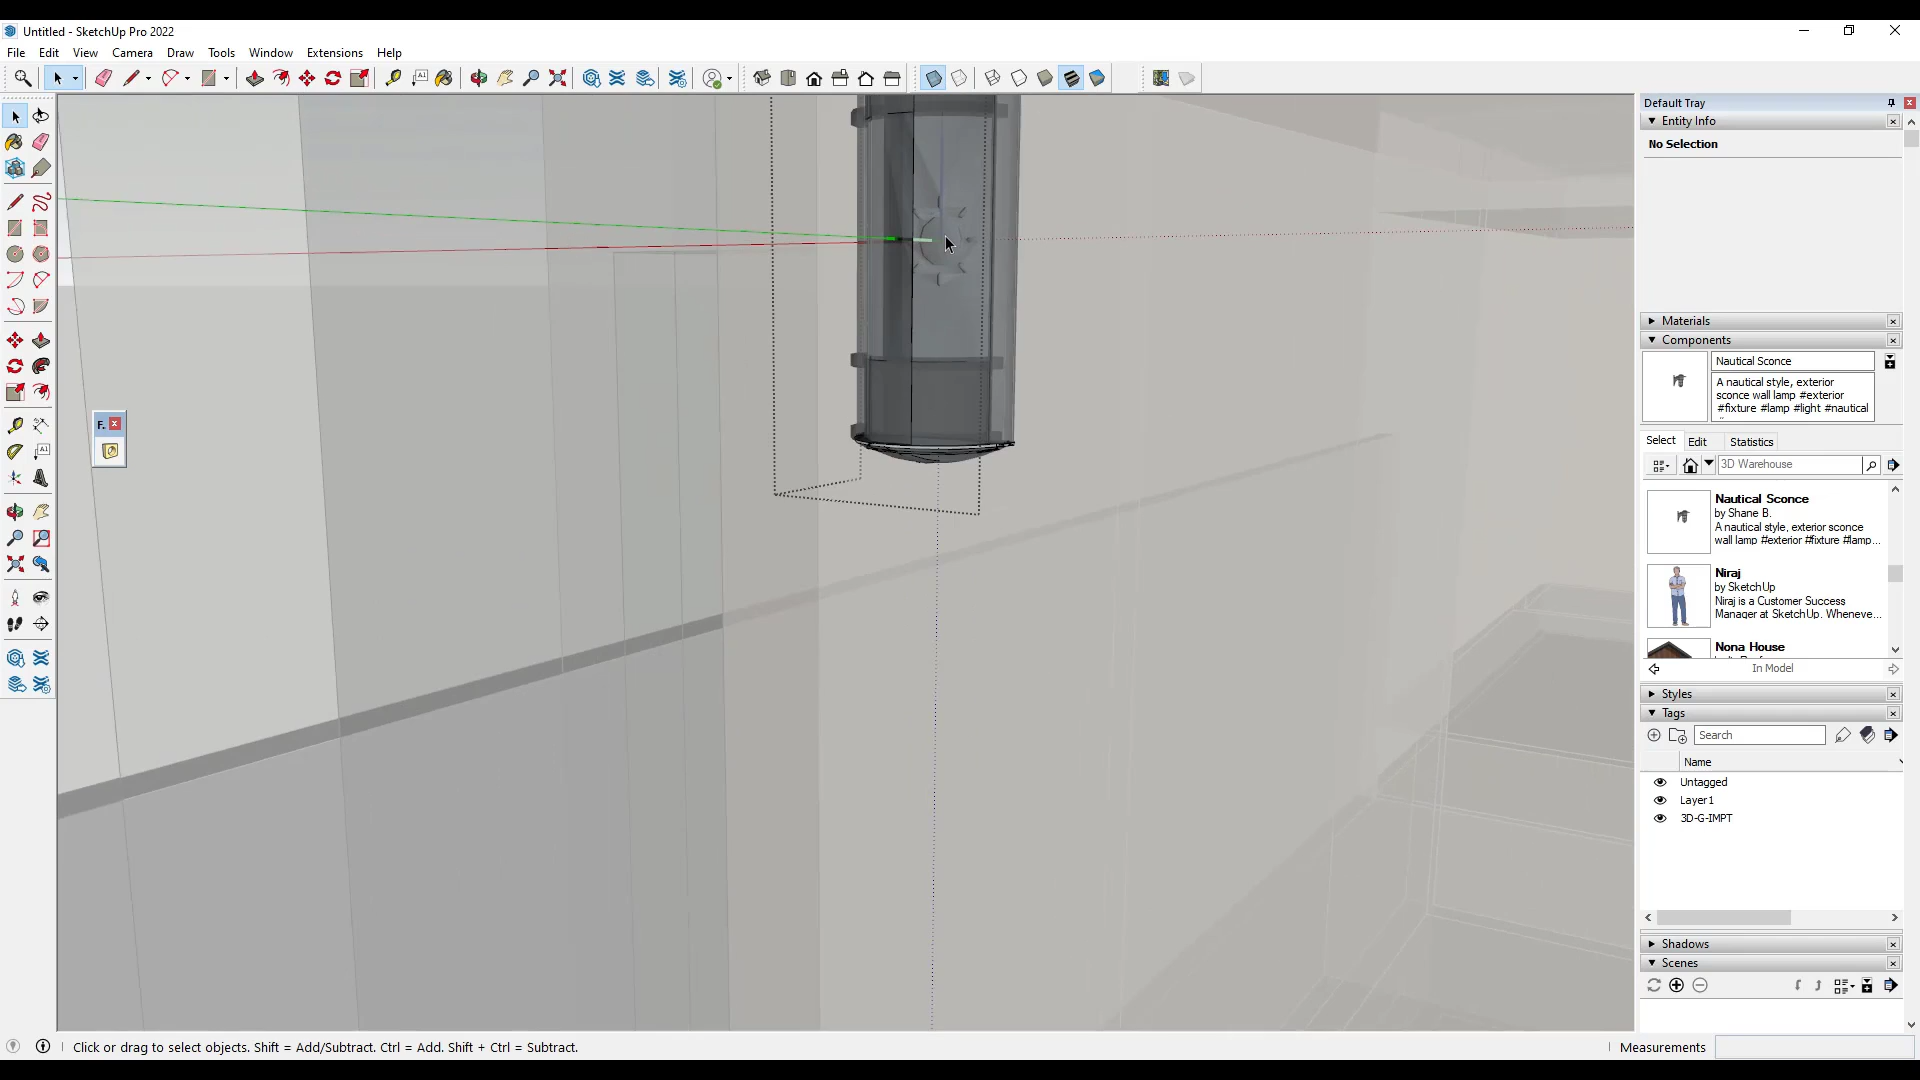 Untitled - SketchUp Pro 2022
File Edit View Camera Draw Tools Window Extensions Help
Default Tray
Entity Info
No Selection
Materials
Components
Nautical Sconce
A nautical style, exterior
sconce wall lamp #exterior
#fixture #lamp #light #nautical
F.
Select Edit Statistics
3D Warehouse
Nautical Sconce
by Shane B.
A nautical style, exterior sconce
wall lamp #exterior #fixture #lamp...
Niraj
by SketchUp
Niraj is a Customer Success
Manager at SketchUp. Wheneve...
Nona House
In Model
Styles
Tags
Search
Name
Untagged
Layer1
3D-G-IMPT
Shadows
Scenes
Click or drag to select objects. Shift = Add/Subtract. Ctrl = Add. Shift + Ctrl = Subtract.
Measurements